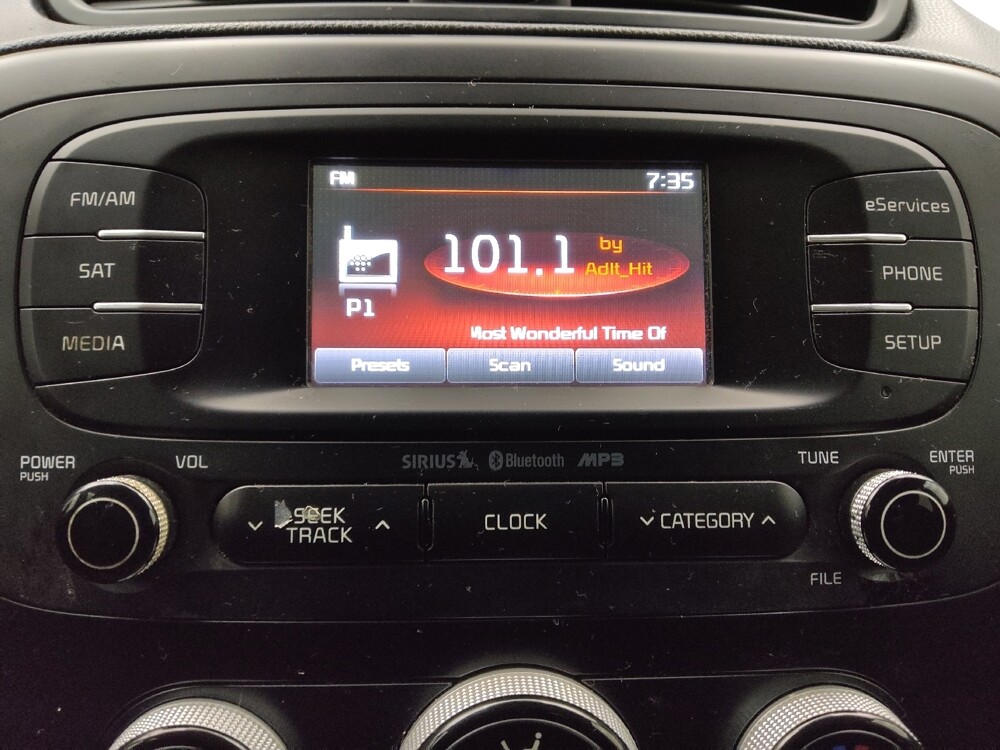 FM 7:35
FM/AM
SAT
MEDIA
101.1 by
Adlt_Hit
P1
Most Wonderful Time Of
Presets Scan Sound
eServices
PHONE
SETUP
POWER
PUSH
VOL
SIRIUS Bluetooth MP3
TUNE
ENTER
PUSH
SEEK
TRACK
CLOCK
CATEGORY
FILE